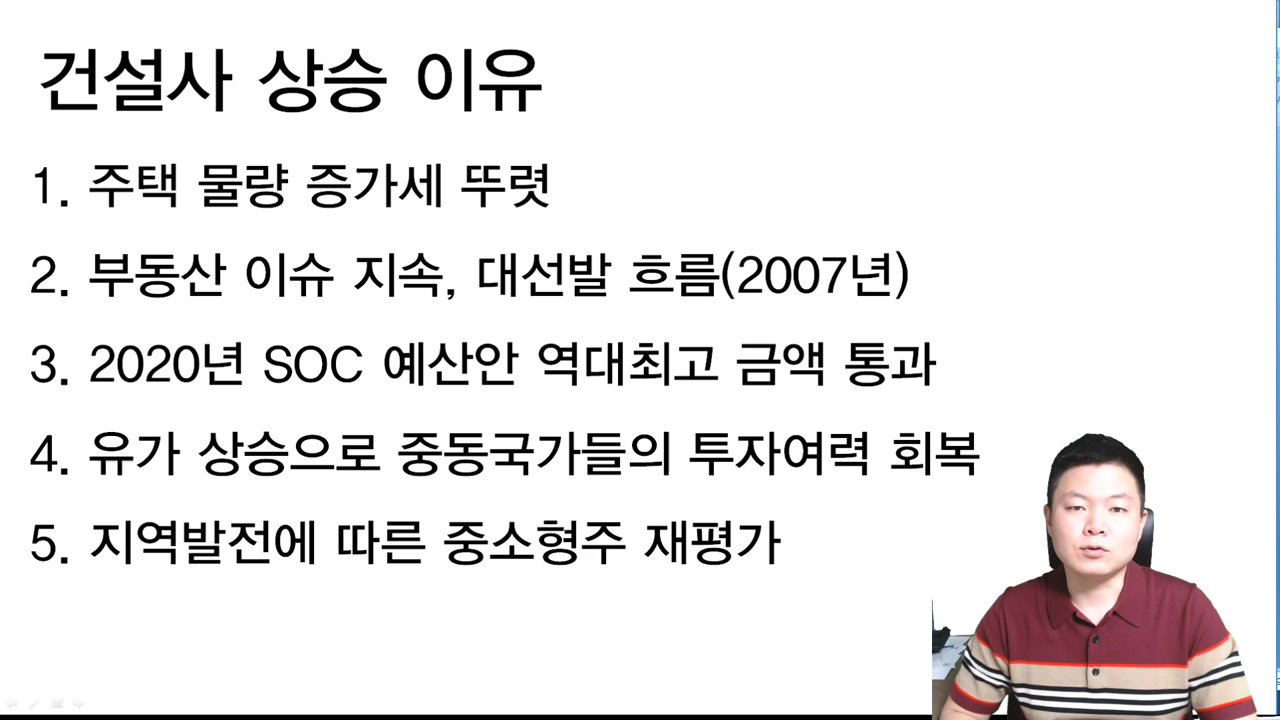 건설사 상승 이유
1. 주택 물량 증가세 뚜렷
2. 부동산 이슈 지속, 대선발 흐름(2007년)
3. 2020년 SOC 예산안 역대최고 금액 통과
4. 유가 상승으로 중동국가들의 투자여력 회복
5. 지역발전에 따른 중소형주 재평가